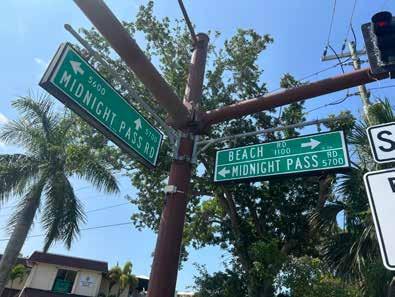 5600
MIDNIGHT PASS RD
5700
BEACH RD 1100
MIDNIGHT PASS RD 5700
S